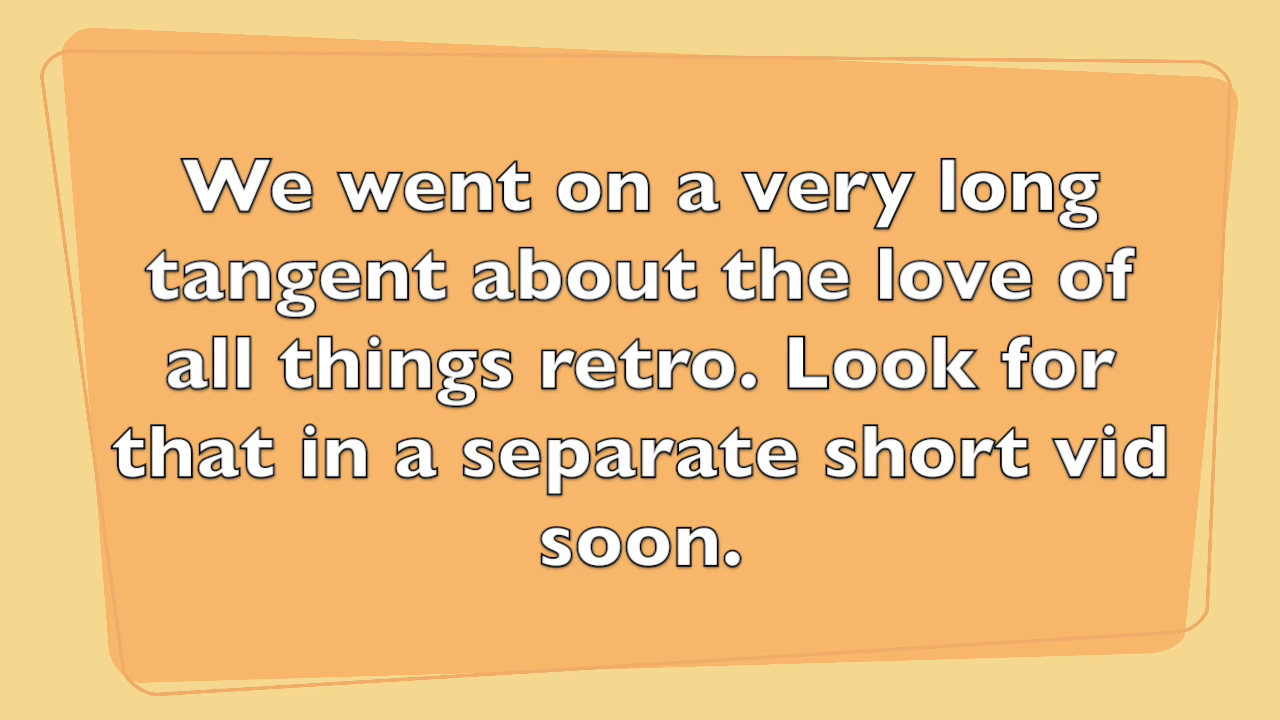 We went on a very long
tangent about the love of
all things retro. Look for
that in a separate short vid
soon.